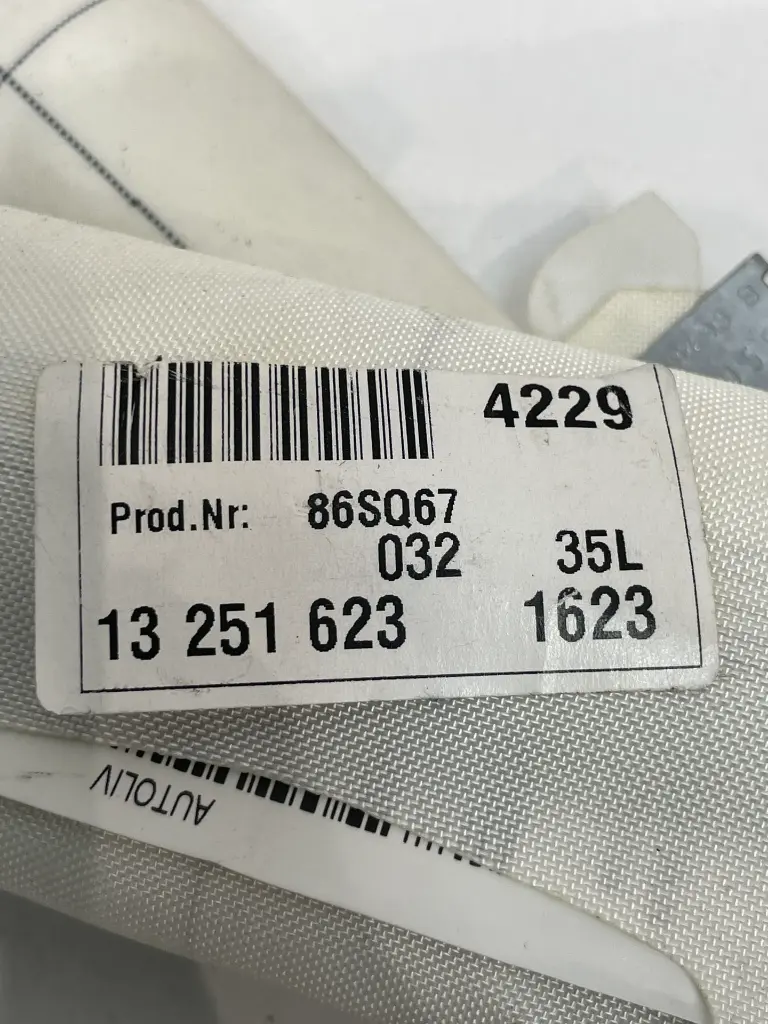 4229
Prod.Nr: 86SQ67
032 35L
13 251 623 1623
AUTOLIV